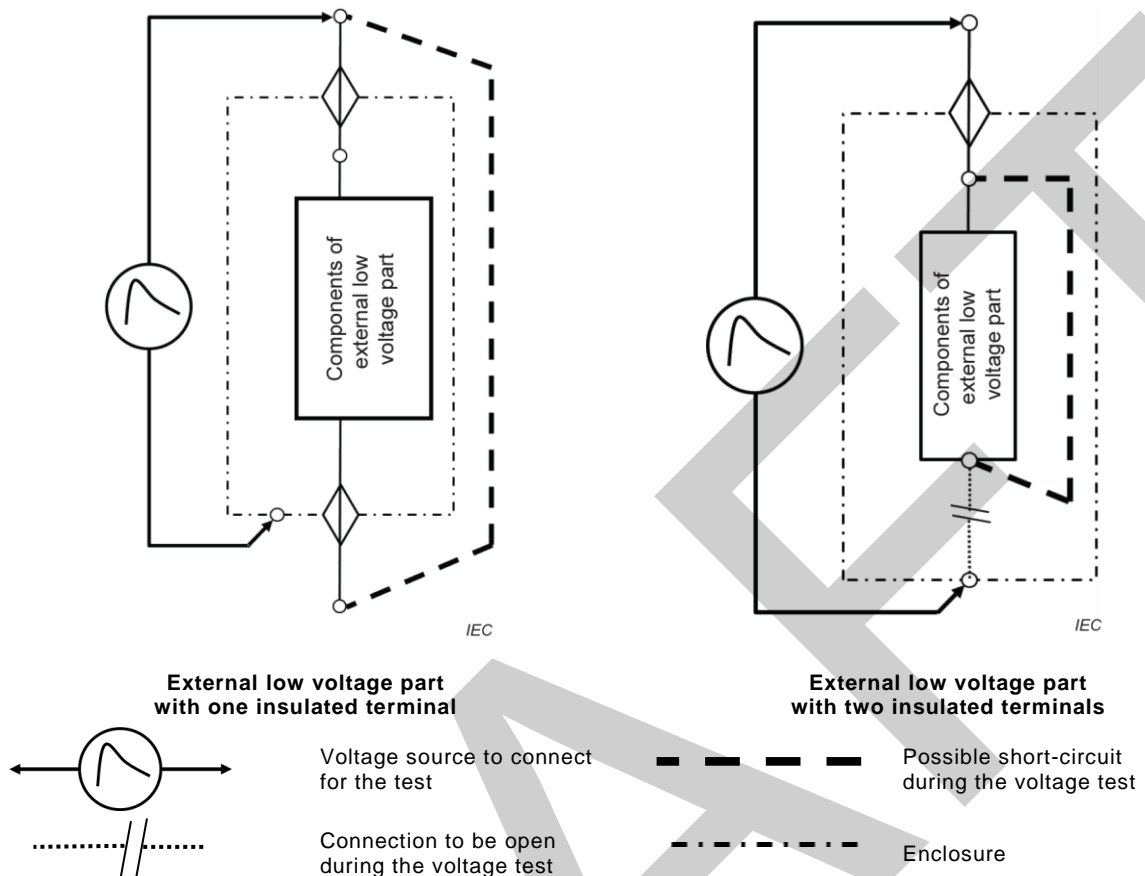 Components of
external low
voltage part
IEC
Components of
external low
voltage part
IEC
External low voltage part
with one insulated terminal
External low voltage part
with two insulated terminals
Voltage source to connect
for the test
Possible short-circuit
during the voltage test
Connection to be open
during the voltage test
Enclosure